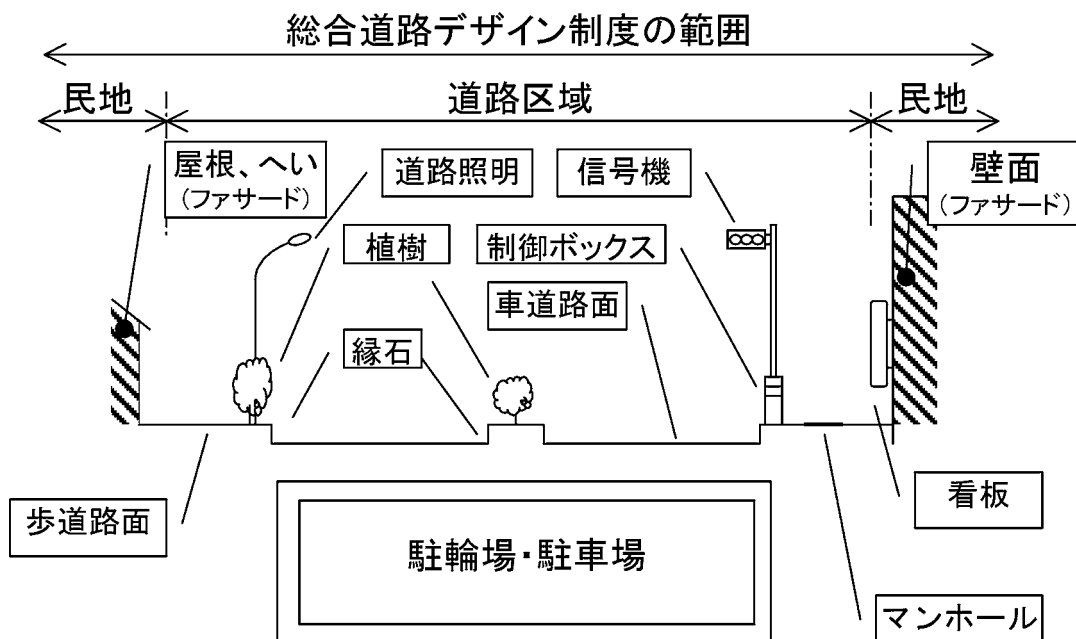 総合道路デザイン制度の範囲
民地
道路区域
民地
屋根、へい
(ファサード)
道路照明
信号機
壁面
(ファサード)
植樹
制御ボックス
車道路面
縁石
歩道路面
看板
駐輪場・駐車場
マンホール